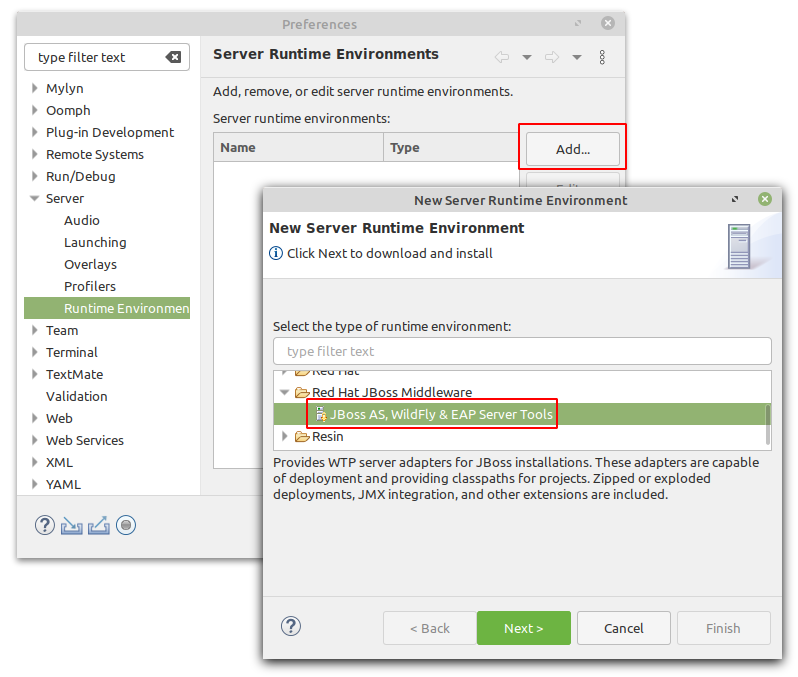 Preferences
type filter text
Mylyn
Oomph
Plug-in Development
Remote Systems
Run/Debug
Server
Audio
Launching
Overlays
Profilers
Runtime Environmen
Team
Terminal
TextMate
Validation
Web
Web Services
XML
YAML
Server Runtime Environments
Add, remove, or edit server runtime environments.
Server runtime environments:
Name Type
Add...
Edit
New Server Runtime Environment
New Server Runtime Environment
Click Next to download and install
Select the type of runtime environment:
type filter text
Red Hat
Red Hat JBoss Middleware
JBoss AS, WildFly & EAP Server Tools
Resin
Provides WTP server adapters for JBoss installations. These adapters are capable
of deployment and providing classpaths for projects. Zipped or exploded
deployments, JMX integration, and other extensions are included.
< Back Next > Cancel Finish